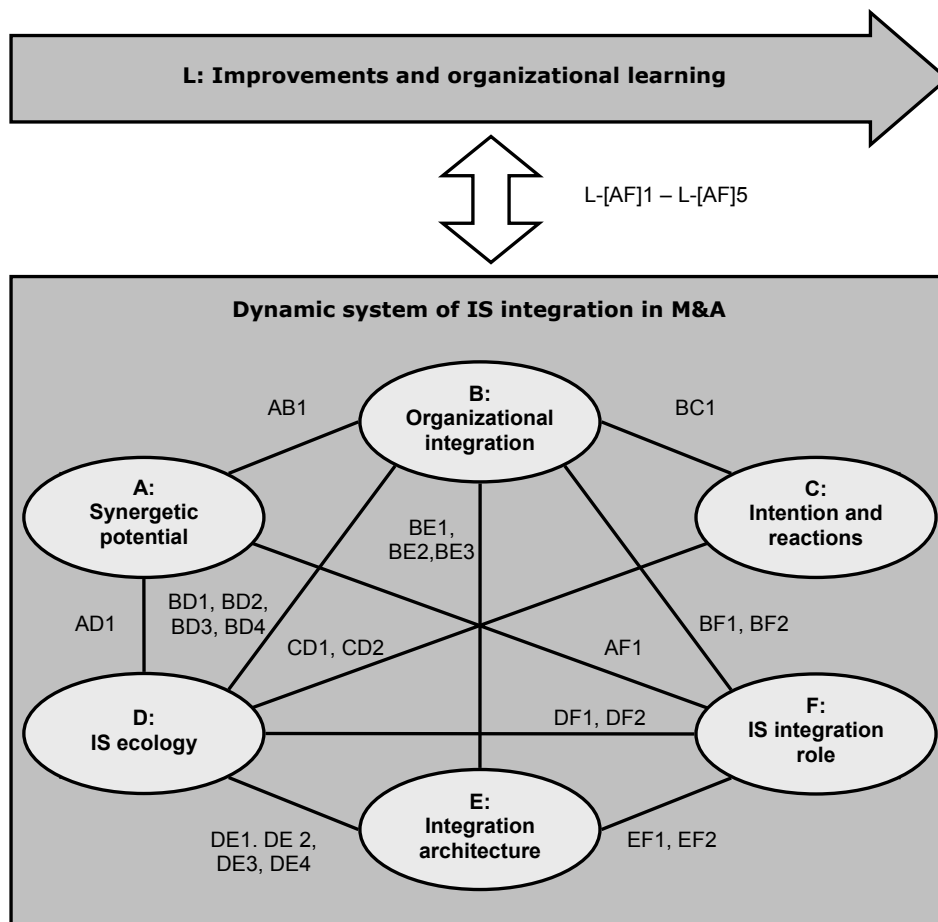 L: Improvements and organizational learning
L-[AF]1 – L-[AF]5
Dynamic system of IS integration in M&A
B:
Organizational
integration
AB1
BC1
A:
Synergetic
potential
C:
Intention and
reactions
BE1,
BE2,BE3
BD1, BD2,
BD3, BD4
AD1
CD1, CD2
AF1
BF1, BF2
D:
IS ecology
DF1, DF2
F:
IS integration
role
E:
Integration
architecture
DE1. DE 2,
DE3, DE4
EF1, EF2